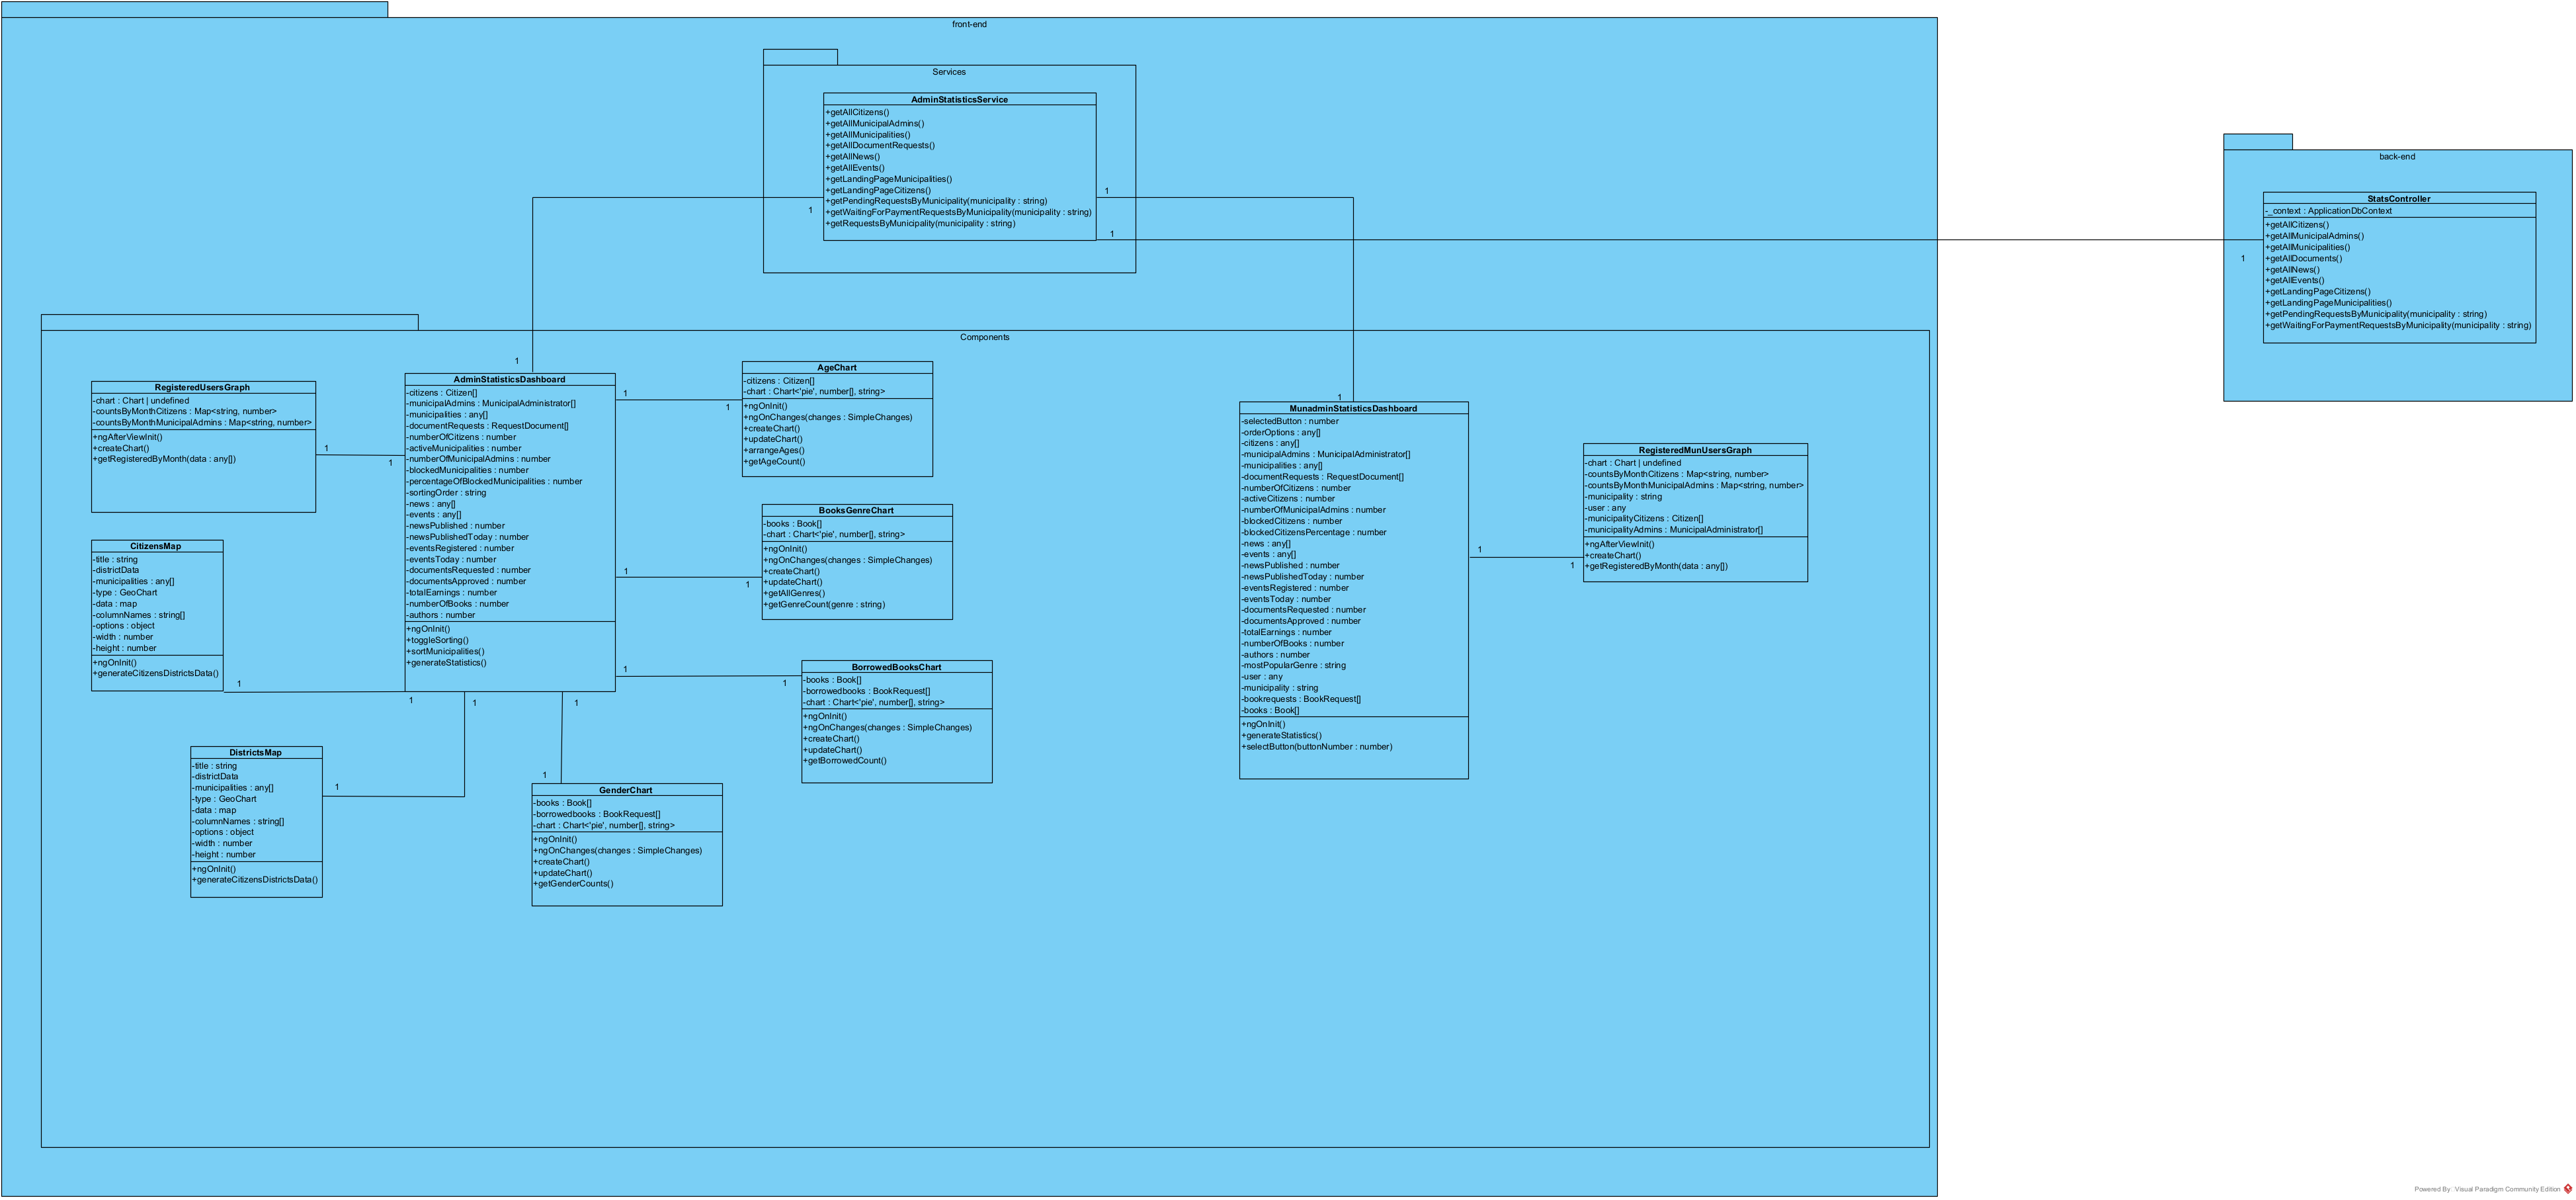 front-end
Services
AdminStatisticsService
+getAllCitizens()
+getAllMunicipalAdmins()
+getAllMunicipalities()
+getAllDocumentRequests()
+getAllNews()
+getAllEvents()
+getLandingPageMunicipalities()
+getLandingPageCitizens()
+getPendingRequestsByMunicipality(municipality : string)
+getWaitingForPaymentRequestsByMunicipality(municipality : string)
+getRequestsByMunicipality(municipality : string)
1
1
1
back-end
StatsController
-_context : ApplicationDbContext
+getAllCitizens()
+getAllMunicipalAdmins()
+getAllMunicipalities()
+getAllDocuments()
+getAllNews()
+getAllEvents()
+getLandingPageCitizens()
+getLandingPageMunicipalities()
+getPendingRequestsByMunicipality(municipality : string)
+getWaitingForPaymentRequestsByMunicipality(municipality : string)
1
Components
RegisteredUsersGraph
-chart : Chart | undefined
-countsByMonthCitizens : Map<string, number>
-countsByMonthMunicipalAdmins : Map<string, number>
+ngAfterViewInit()
+createChart()
+getRegisteredByMonth(data : any[])
1
1
CitizensMap
-title : string
-districtData
-municipalities : any[]
-type : GeoChart
-data : map
-columnNames : string[]
-options : object
-width : number
-height : number
+ngOnInit()
+generateCitizensDistrictsData()
1
1
DistrictsMap
-title : string
-districtData
-municipalities : any[]
-type : GeoChart
-data : map
-columnNames : string[]
-options : object
-width : number
-height : number
+ngOnInit()
+generateCitizensDistrictsData()
1
1
1
AdminStatisticsDashboard
-citizens : Citizen[]
-municipalAdmins : MunicipalAdministrator[]
-municipalities : any[]
-documentRequests : RequestDocument[]
-numberOfCitizens : number
-activeMunicipalities : number
-numberOfMunicipalAdmins : number
-blockedMunicipalities : number
-percentageOfBlockedMunicipalities : number
-sortingOrder : string
-news : any[]
-events : any[]
-newsPublished : number
-newsPublishedToday : number
-eventsRegistered : number
-eventsToday : number
-documentsRequested : number
-documentsApproved : number
-totalEarnings : number
-numberOfBooks : number
-authors : number
+ngOnInit()
+toggleSorting()
+sortMunicipalities()
+generateStatistics()
1
1
AgeChart
-citizens : Citizen[]
-chart : Chart<'pie', number[], string>
+ngOnInit()
+ngOnChanges(changes : SimpleChanges)
+createChart()
+updateChart()
+arrangeAges()
+getAgeCount()
1
1
BooksGenreChart
-books : Book[]
-chart : Chart<'pie', number[], string>
+ngOnInit()
+ngOnChanges(changes : SimpleChanges)
+createChart()
+updateChart()
+getAllGenres()
+getGenreCount(genre : string)
1
1
BorrowedBooksChart
-books : Book[]
-borrowedbooks : BookRequest[]
-chart : Chart<'pie', number[], string>
+ngOnInit()
+ngOnChanges(changes : SimpleChanges)
+createChart()
+updateChart()
+getBorrowedCount()
1
1
GenderChart
-books : Book[]
-borrowedbooks : BookRequest[]
-chart : Chart<'pie', number[], string>
+ngOnInit()
+ngOnChanges(changes : SimpleChanges)
+createChart()
+updateChart()
+getGenderCounts()
1
MunadminStatisticsDashboard
-selectedButton : number
-orderOptions : any[]
-citizens : any[]
-municipalAdmins : MunicipalAdministrator[]
-municipalities : any[]
-documentRequests : RequestDocument[]
-numberOfCitizens : number
-activeCitizens : number
-numberOfMunicipalAdmins : number
-blockedCitizens : number
-blockedCitizensPercentage : number
-news : any[]
-events : any[]
-newsPublished : number
-newsPublishedToday : number
-eventsRegistered : number
-eventsToday : number
-documentsRequested : number
-documentsApproved : number
-totalEarnings : number
-numberOfBooks : number
-authors : number
-mostPopularGenre : string
-user : any
-municipality : string
-bookrequests : BookRequest[]
-books : Book[]
+ngOnInit()
+generateStatistics()
+selectButton(buttonNumber : number)
1
1
RegisteredMunUsersGraph
-chart : Chart | undefined
-countsByMonthCitizens : Map<string, number>
-countsByMonthMunicipalAdmins : Map<string, number>
-municipality : string
-user : any
-municipalityCitizens : Citizen[]
-municipalityAdmins : MunicipalAdministrator[]
+ngAfterViewInit()
+createChart()
+getRegisteredByMonth(data : any[])
Powered By: Visual Paradigm Community Edition